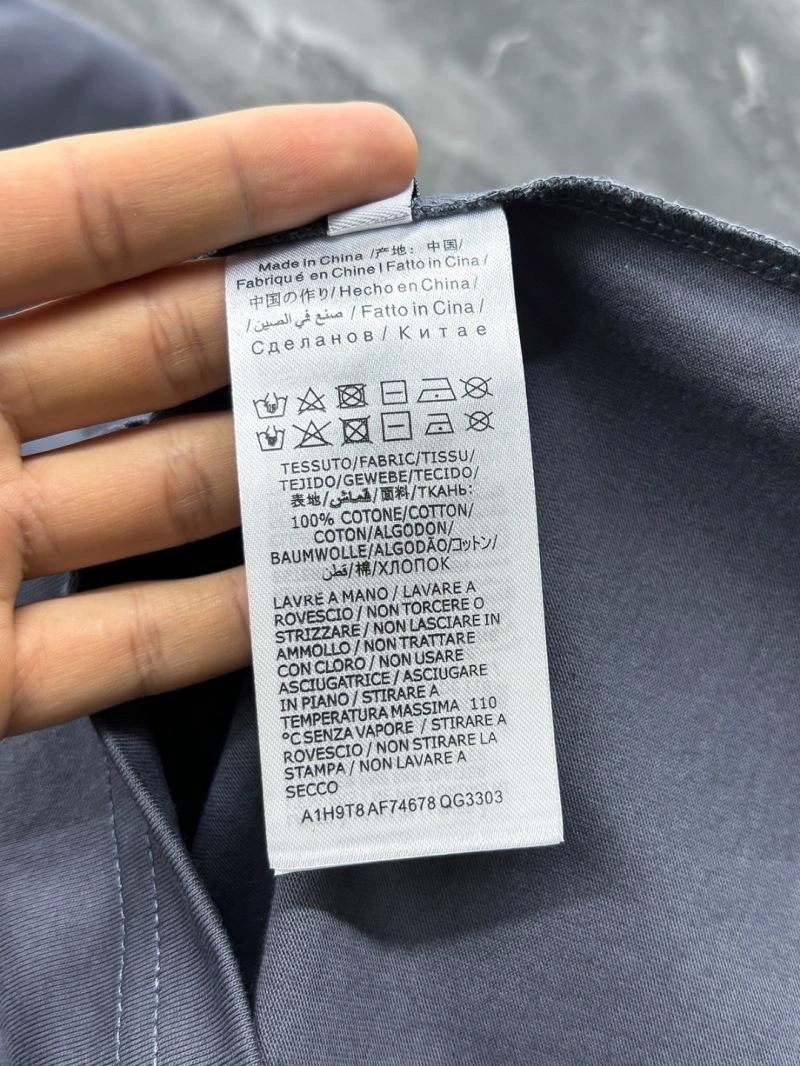 Made in China /产地: 中国/
Fabriqué en Chine l Fatto in Cina/
中国の作り/ Hecho en China/
/صنع في الصين / Fatto in Cina/
Сделанов/ Китае
TESSUTO/FABRIC/TISSU/
TEJIDO/GEWEBE/TECIDO/
表地/قماش/面料/ТКАНЬ:
100% COTONE/COTTON/
COTON/ALGODON/
BAUMWOLLE/ALGODÃO/コットン/
قطن/棉/ХЛОПОК
LAVRE A MANO / LAVARE A
ROVESCIO / NON TORCERE O
STRIZZARE / NON LASCIARE IN
AMMOLLO / NON TRATTARE
CON CLORO / NON USARE
ASCIUGATRICE / ASCIUGARE
IN PIANO / STIRARE A
TEMPERATURA MASSIMA 110
°C SENZA VAPORE / STIRARE A
ROVESCIO / NON STIRARE LA
STAMPA / NON LAVARE A
SECCO
A1H9T8 AF74678 QG3303